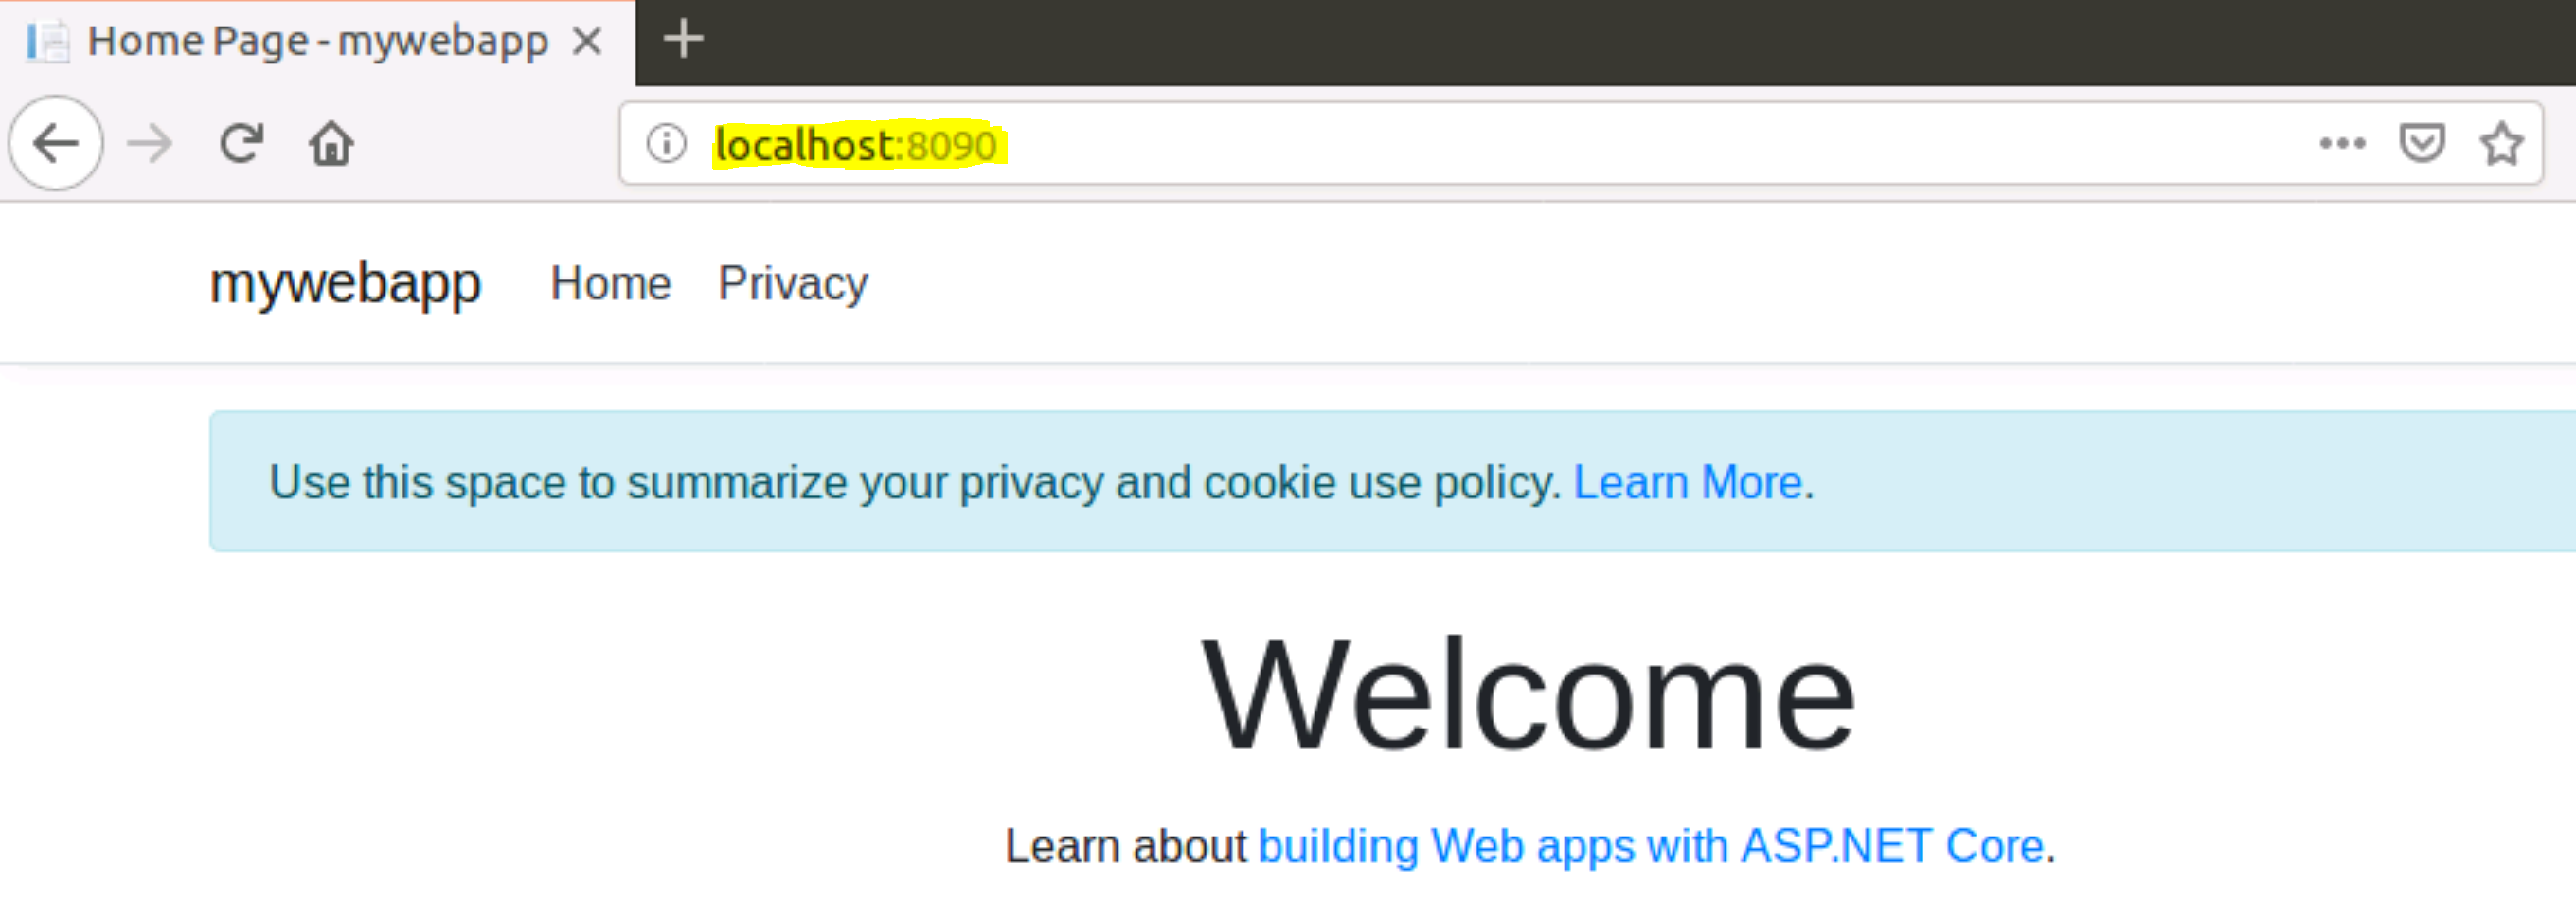 Home Page - mywebapp
localhost:8090
mywebapp Home Privacy
Use this space to summarize your privacy and cookie use policy. Learn More.
Welcome
Learn about building Web apps with ASP.NET Core.